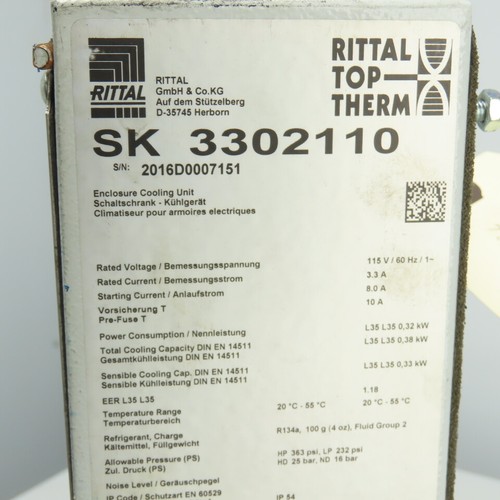 RITTAL
RITTAL
GmbH & Co.KG
Auf dem Stützelberg
D-35745 Herborn
RITTAL
TOP
THERM
SK 3302110
S/N: 2016D0007151
Enclosure Cooling Unit
Schaltschrank - Kühlgerät
Climatiseur pour armoires electriques
Rated Voltage / Bemessungsspannung 115 V / 60 Hz / 1~
Rated Current / Bemessungsstrom 3.3 A
Starting Current / Anlaufstrom 8.0 A
Vorsicherung T 10 A
Pre-Fuse T
Power Consumption / Nennleistung L35 L35 0,32 kW
Total Cooling Capacity DIN EN 14511 L35 L35 0,38 kW
Gesamtkühlleistung DIN EN 14511
Sensible Cooling Cap. DIN EN 14511 L35 L35 0,33 kW
Sensible Kühlleistung DIN EN 14511
EER L35 L35 1.18
Temperature Range 20 °C - 55 °C 20 °C - 55 °C
Temperaturbereich
Refrigerant, Charge R134a, 100 g (4 oz), Fluid Group 2
Kältemittel, Füllgewicht
Allowable Pressure (PS) HP 363 psi, LP 232 psi
Zul. Druck (PS) HD 25 bar, ND 16 bar
Noise Level / Geräuschpegel
IP Code / Schutzart EN 60529 IP 54